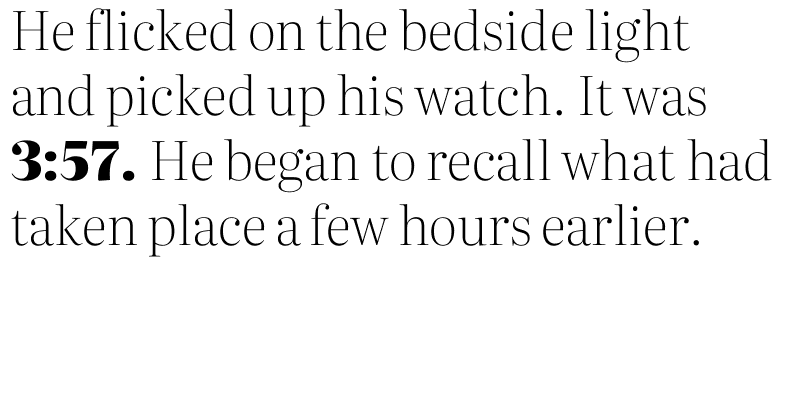 He flicked on the bedside light
and picked up his watch. It was
3:57. He began to recall what had
taken place a few hours earlier.